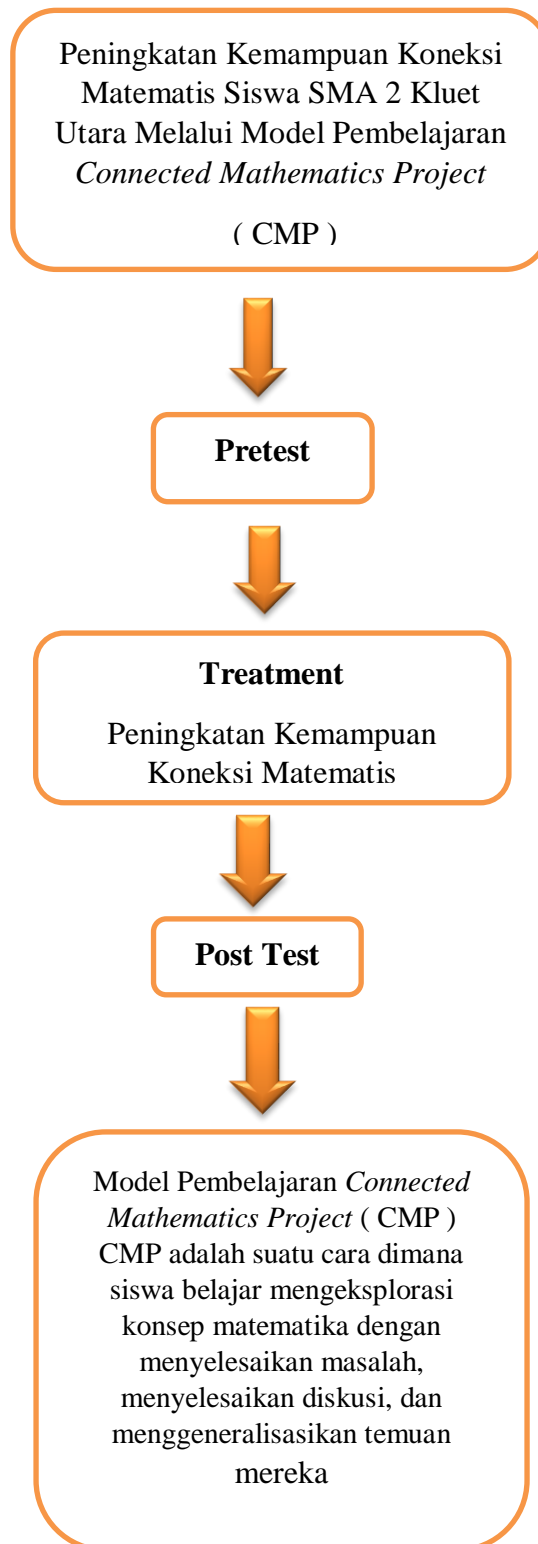 Peningkatan Kemampuan Koneksi
Matematis Siswa SMA 2 Kluet
Utara Melalui Model Pembelajaran
Connected Mathematics Project
( CMP )
Pretest
Treatment
Peningkatan Kemampuan
Koneksi Matematis
Post Test
Model Pembelajaran Connected
Mathematics Project ( CMP )
CMP adalah suatu cara dimana
siswa belajar mengeksplorasi
konsep matematika dengan
menyelesaikan masalah,
menyelesaikan diskusi, dan
menggeneralisasikan temuan
mereka